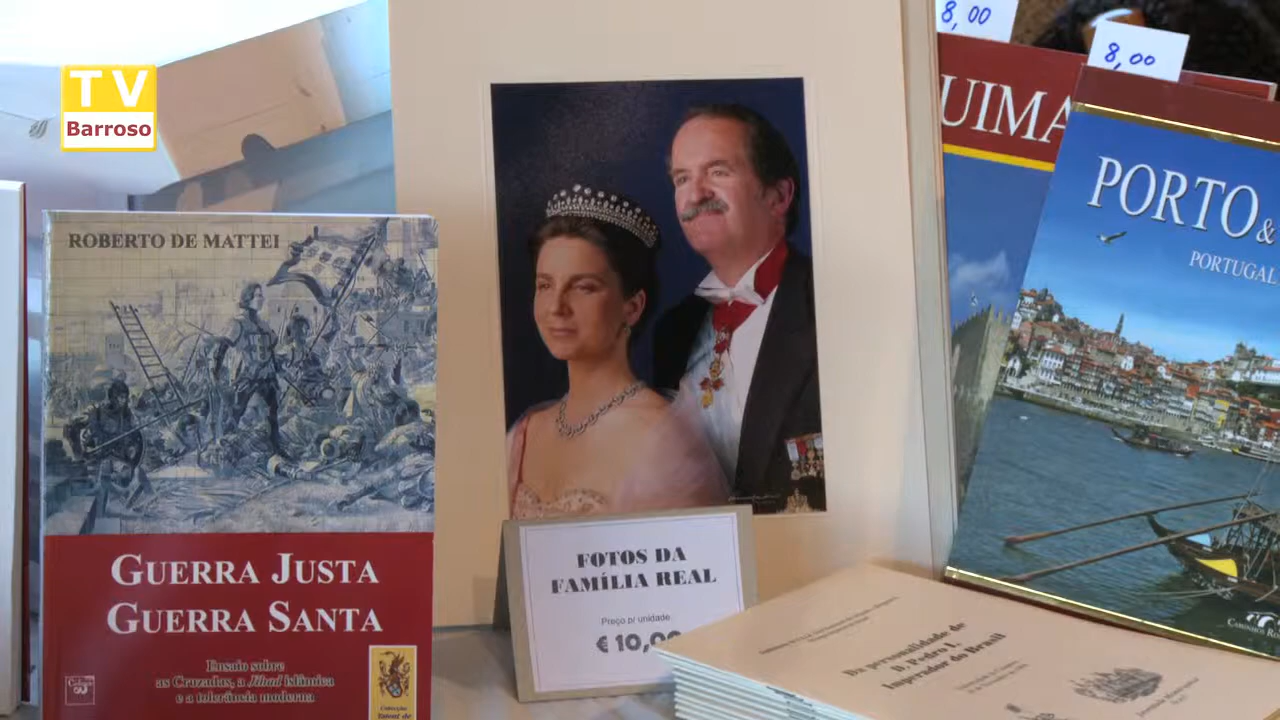 TV
Barroso
ROBERTO DE MATTEI
GUERRA JUSTA
GUERRA SANTA
Ensaio sobre
as Cruzadas, a Jihad islâmica
e a tolerância moderna
FOTOS DA
FAMÍLIA REAL
Preço p/ unidade
€ 10,00
Da personalidade de
D. Pedro I,
Imperador do Brasil
8,00
8,00
UIMA
PORTO &
PORTUGAL